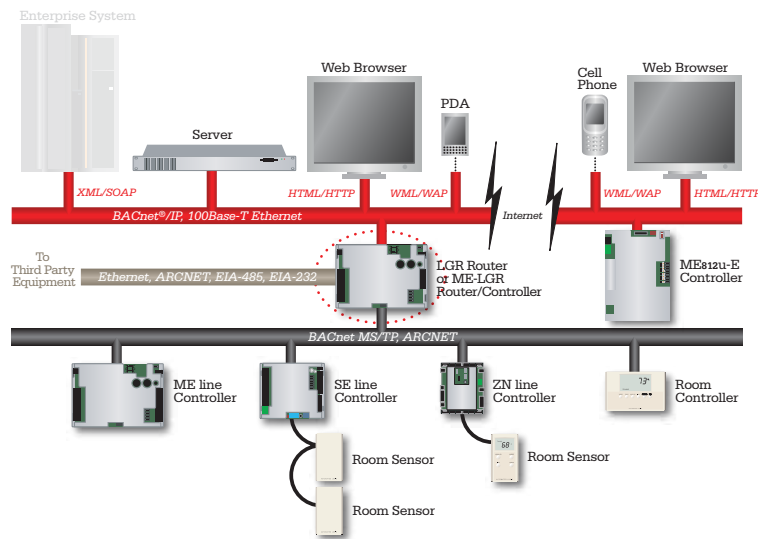 Enterprise System
Server
Web Browser
PDA
Cell
Phone
Web Browser
XML/SOAP
HTML/HTTP
WML/WAP
WML/WAP
HTML/HTTP
BACnet®/IP, 100Base-T Ethernet
Internet
To
Third Party
Equipment
Ethernet, ARCNET, EIA-485, EIA-232
LGR Router
or ME-LGR
Router/Controller
ME812u-E
Controller
BACnet MS/TP, ARCNET
ME line
Controller
SE line
Controller
ZN line
Controller
73°
Room
Controller
Room Sensor
68
Room Sensor
Room Sensor